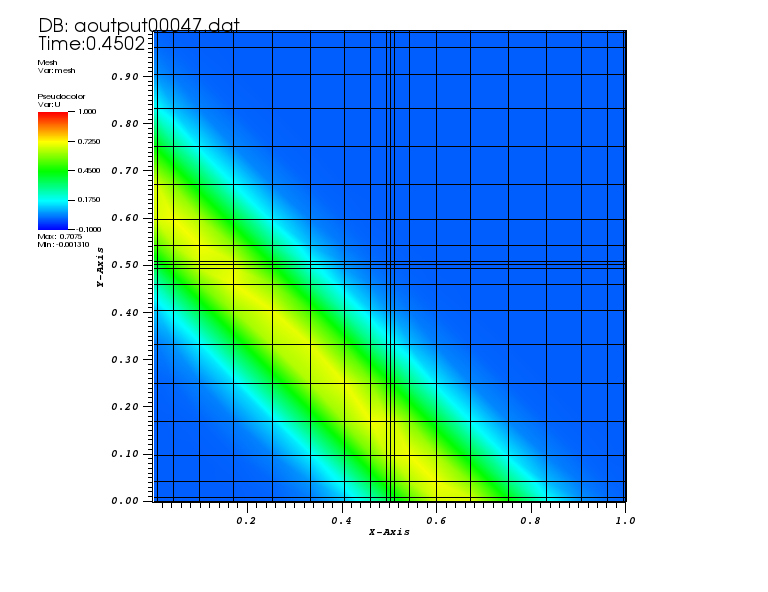 DB: aoutput00047.dat
Time:0.4502
Mesh
Var: mesh
Pseudocolor
Var: U
1.000
0.7250
0.4500
0.1750
-0.1000
Max: 0.7075
Min: -0.001310
0.90
0.80
0.70
0.60
0.50
0.40
0.30
0.20
0.10
0.00
Y-Axis
0.2 0.4 0.6 0.8 1.0
X-Axis